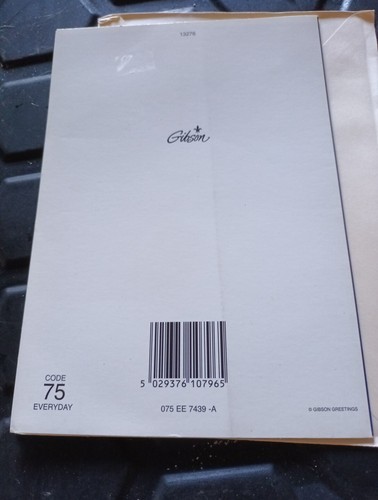 Gibson
CODE
75
EVERYDAY
5 029376 107965
075 EE 7439 -A
© GIBSON GREETINGS